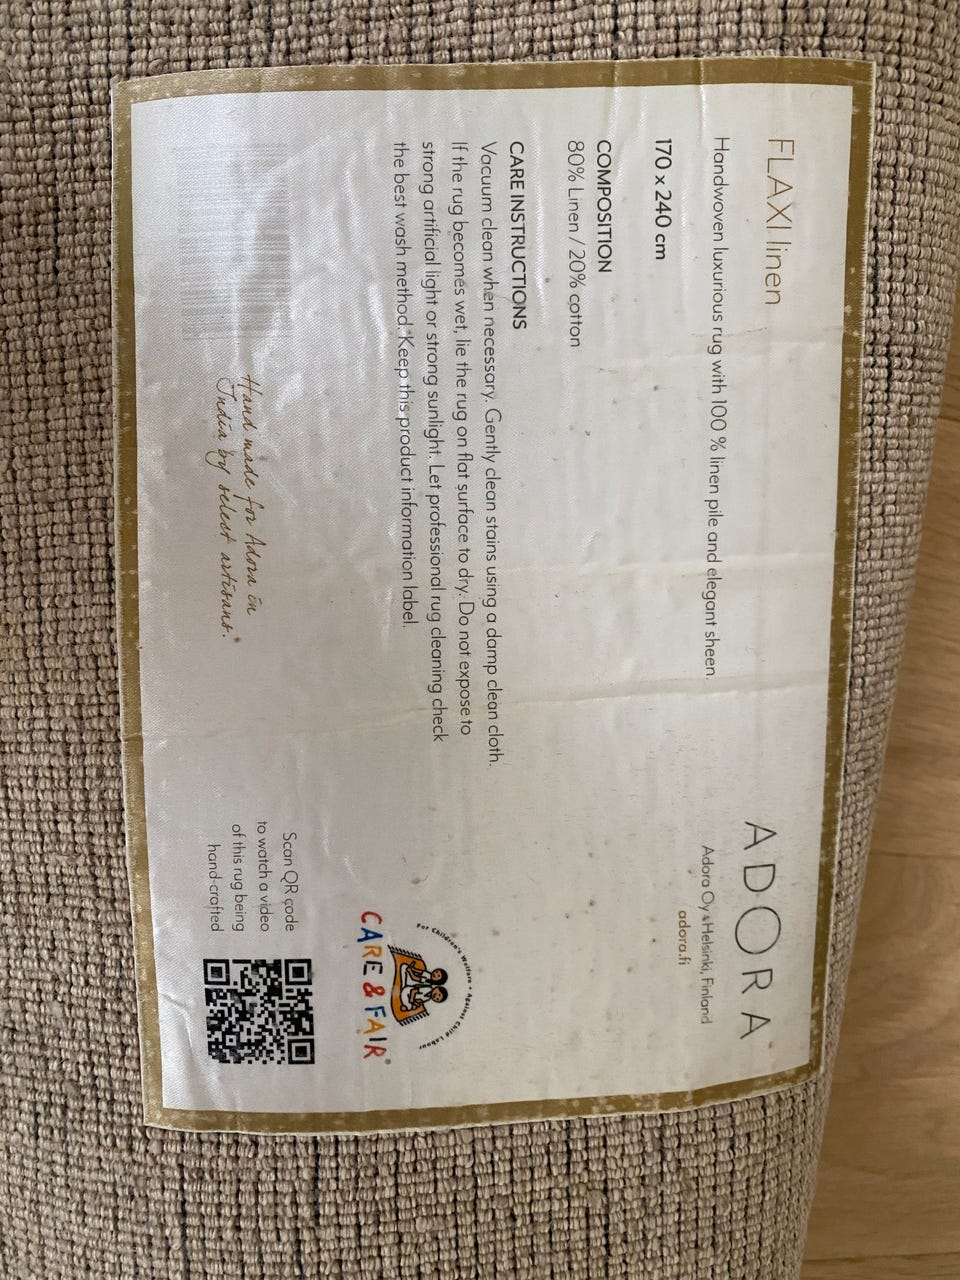 FLAXI linen
Handwoven luxurious rug with 100 % linen pile and elegant sheen.
170 x 240 cm
COMPOSITION
80% Linen / 20% cotton
CARE INSTRUCTIONS
Vacuum clean when necessary. Gently clean stains using a damp clean cloth.
If the rug becomes wet, lie the rug on flat surface to dry. Do not expose to
strong artificial light or strong sunlight. Let professional rug cleaning check
the best wash method. Keep this product information label.
Hand made for Adora in
India by select artisans.
ADORA
Adora Oy Helsinki, Finland
adora.fi
For Children's Welfare • Against Child Labour
CARE & FAIR®
Scan QR code
to watch a video
of this rug being
hand-crafted